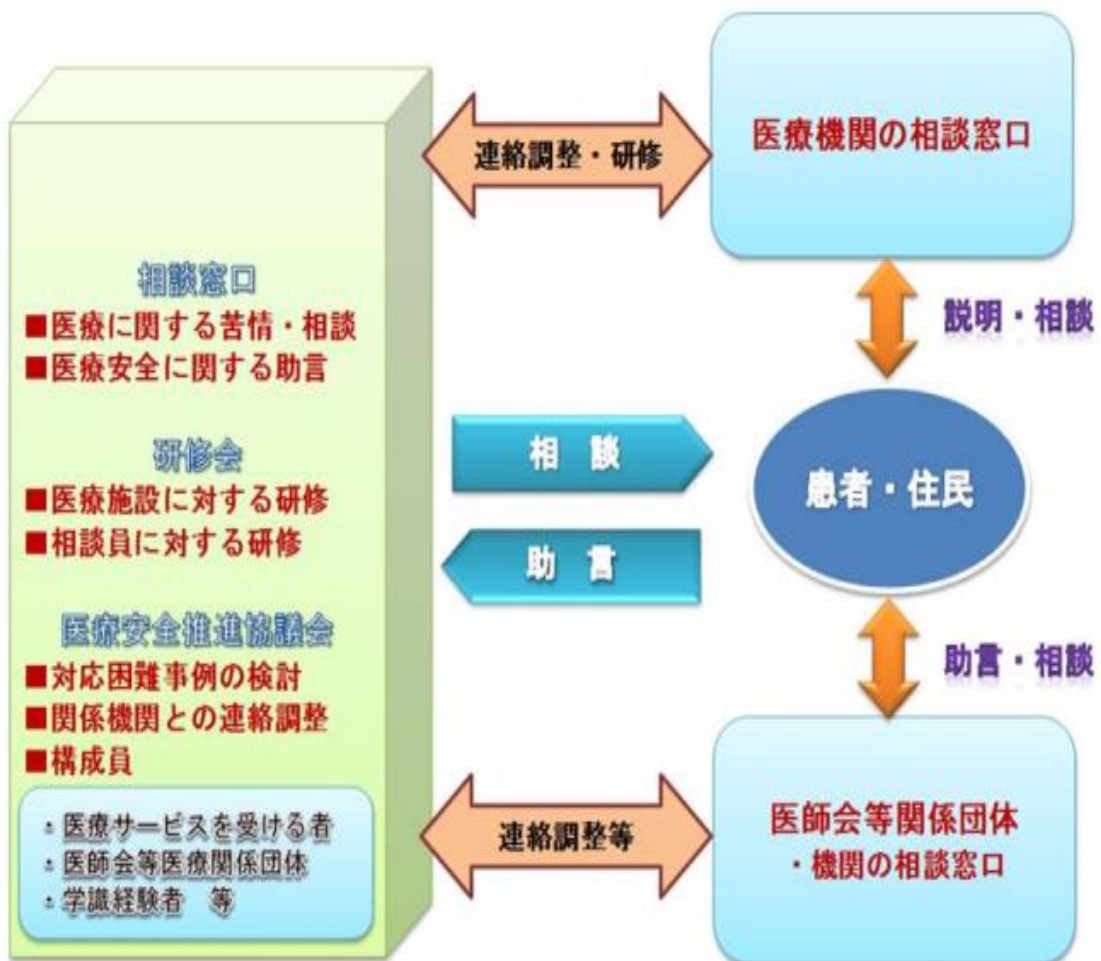 相談窓口
■医療に関する苦情・相談
■医療安全に関する助言
研修会
■医療施設に対する研修
■相談員に対する研修
医療安全推進協議会
■対応困難事例の検討
■関係機関との連絡調整
■構成員
・医療サービスを受ける者
・医師会等医療関係団体
・学識経験者 等
連絡調整・研修
相 談
助 言
連絡調整等
医療機関の相談窓口
説明・相談
患者・住民
助言・相談
医師会等関係団体
・機関の相談窓口